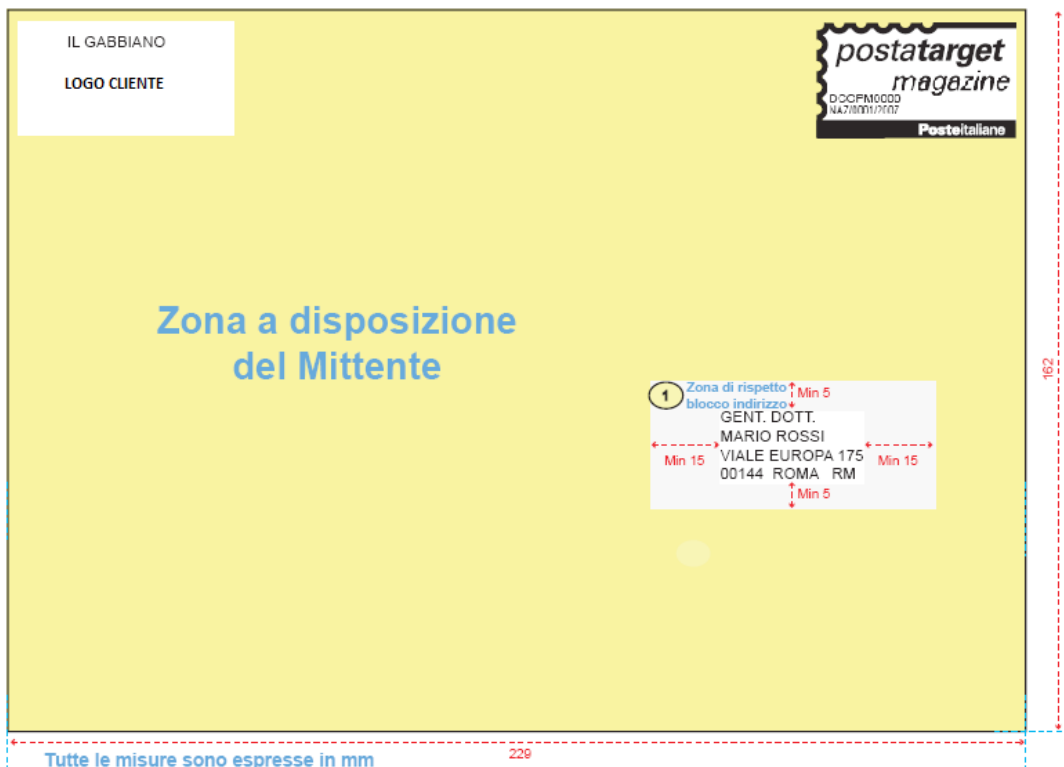 IL GABBIANO
LOGO CLIENTE
postatarget
magazine
DCCPM0000
NAZ/0001/2007
Posteitaliane
Zona a disposizione
del Mittente
162
1
Zona di rispetto
blocco indirizzo
Min 5
GENT. DOTT.
MARIO ROSSI
VIALE EUROPA 175
00144 ROMA RM
Min 15
Min 15
Min 5
229
Tutte le misure sono espresse in mm